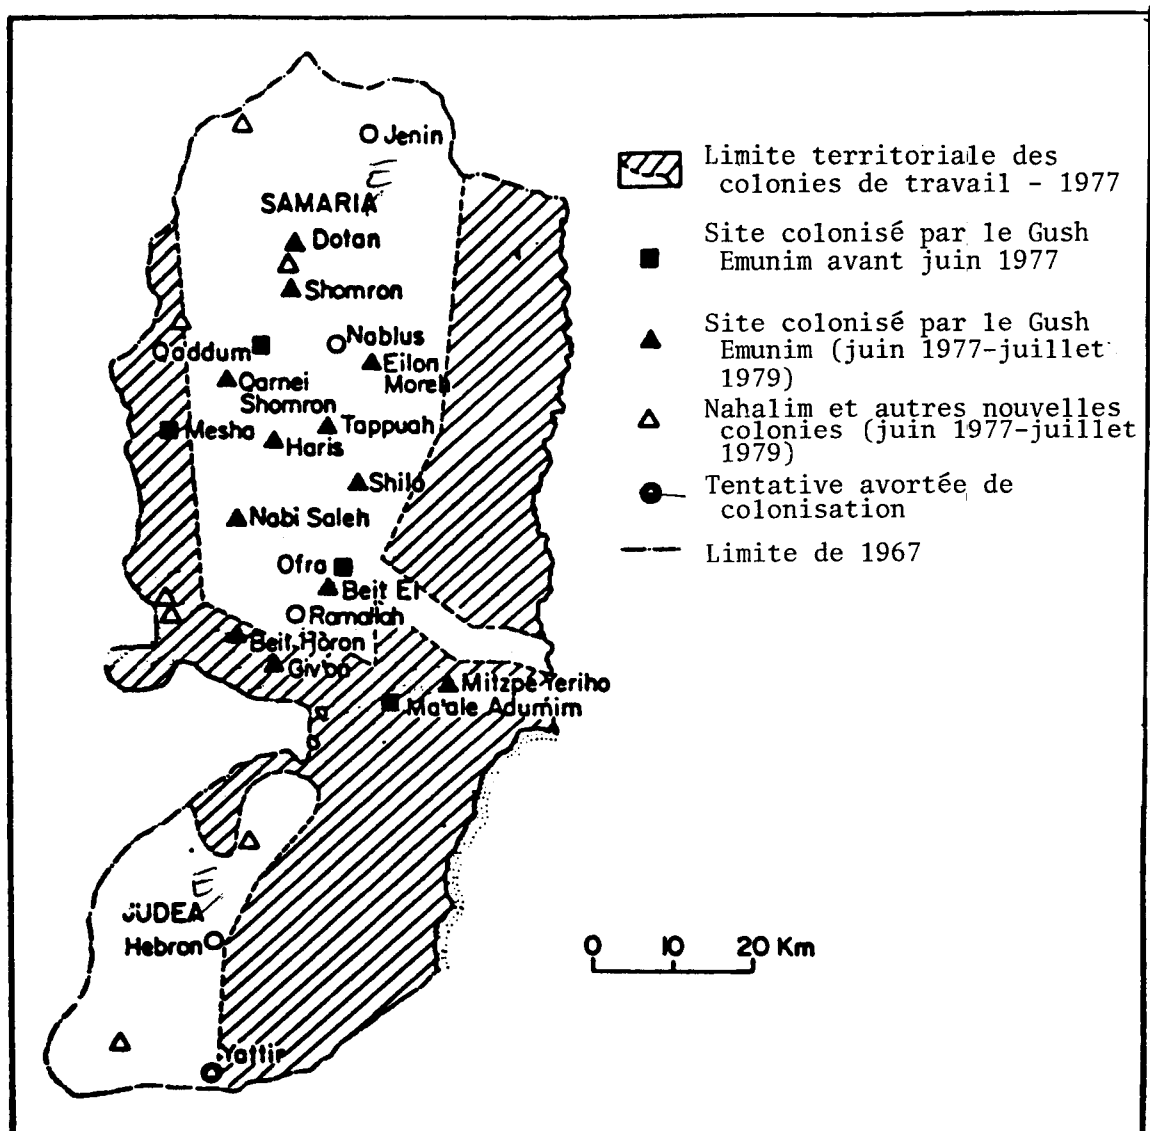 Jenin
SAMARIA
Dotan
Shomron
Nablus
Qaddum
Eilon
Moreh
Qarnei
Shomron
Tappuah
Mesha
Haris
Shilo
Nabi Saleh
Ofra
Beit El
Ramallah
Beit Horon
Giv'on
Mitzpe Yeriho
Ma'ale Adumim
JUDEA
Hebron
Yattir
Limite territoriale des
colonies de travail - 1977
Site colonisé par le Gush
Emunim avant juin 1977
Site colonisé par le Gush
Emunim (juin 1977-juillet
1979)
Nahalim et autres nouvelles
colonies (juin 1977-juillet
1979)
Tentative avortée de
colonisation
Limite de 1967
0 10 20 Km